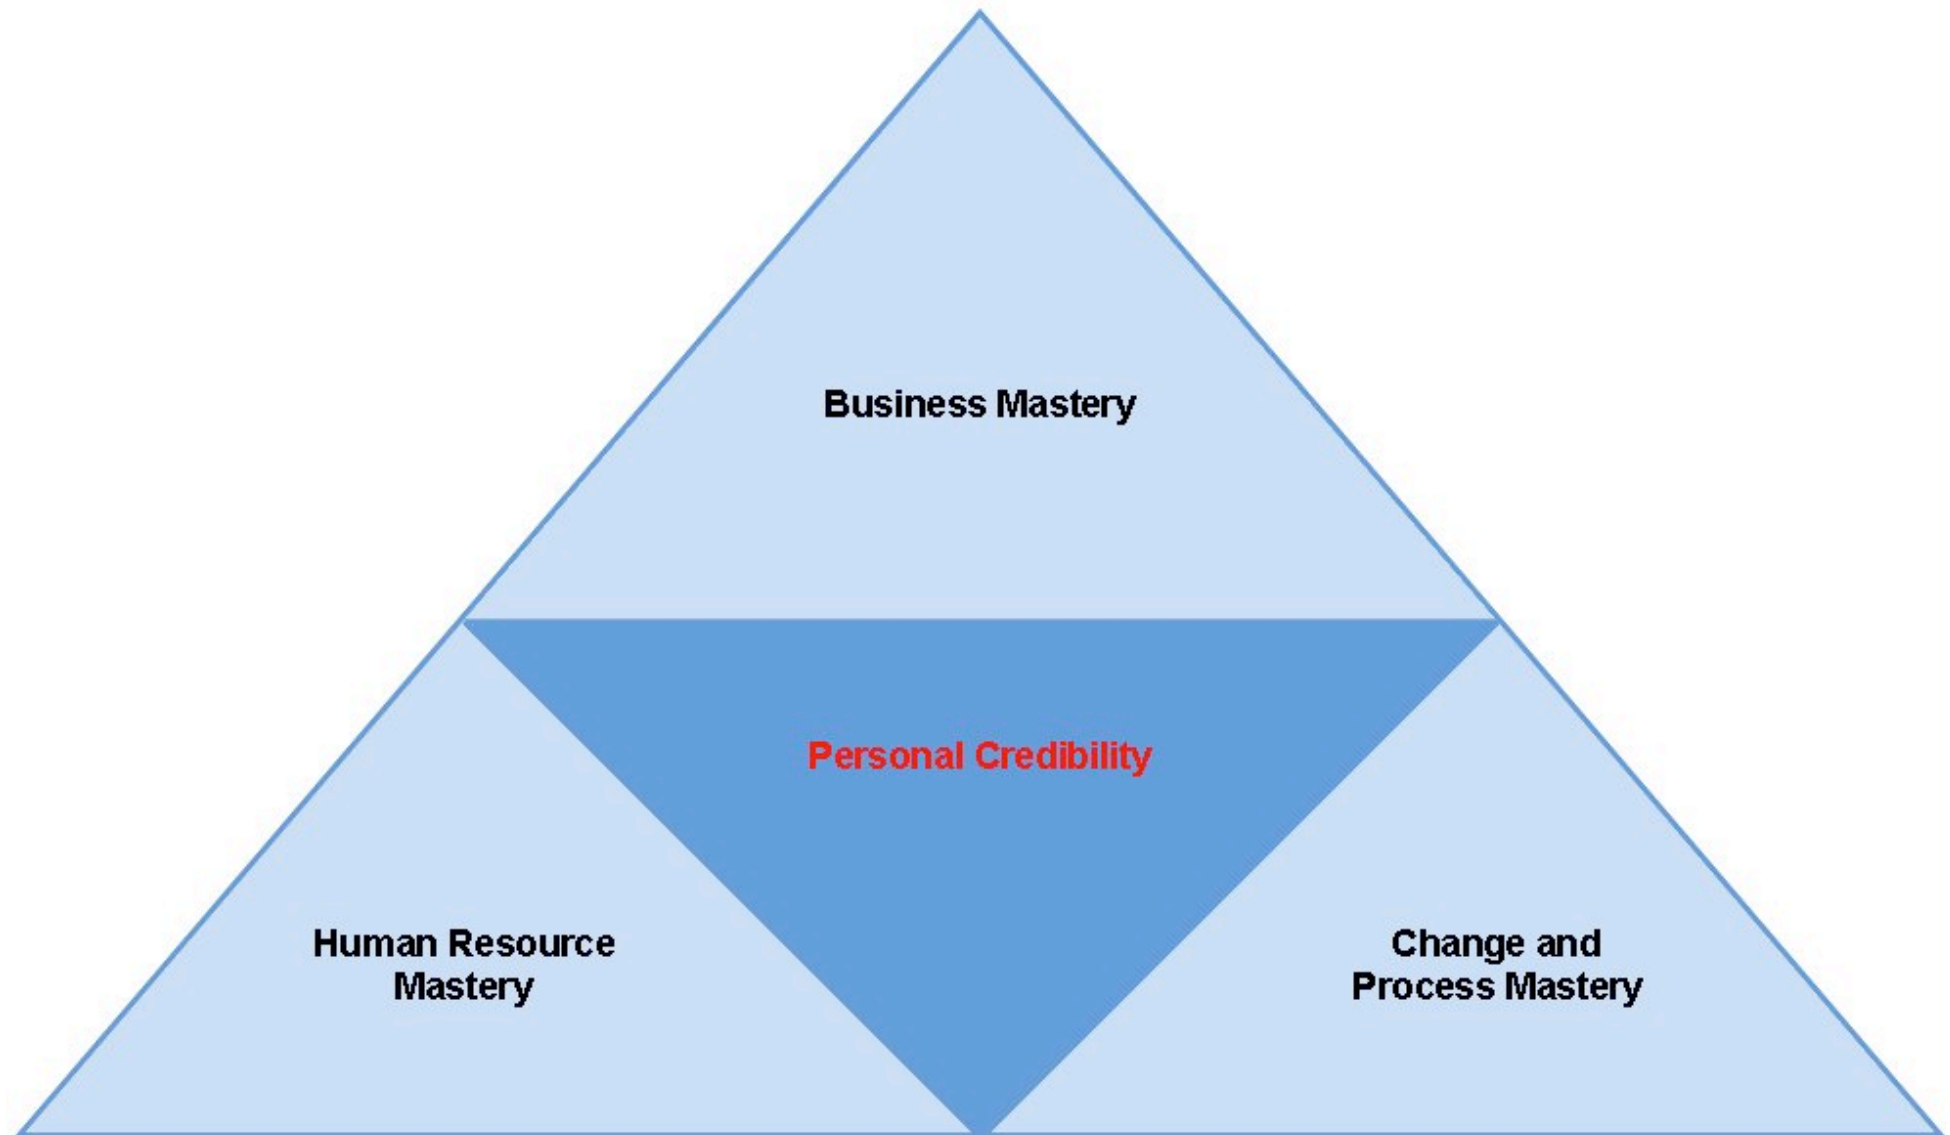 Business Mastery
Personal Credibility
Human Resource
Mastery
Change and
Process Mastery